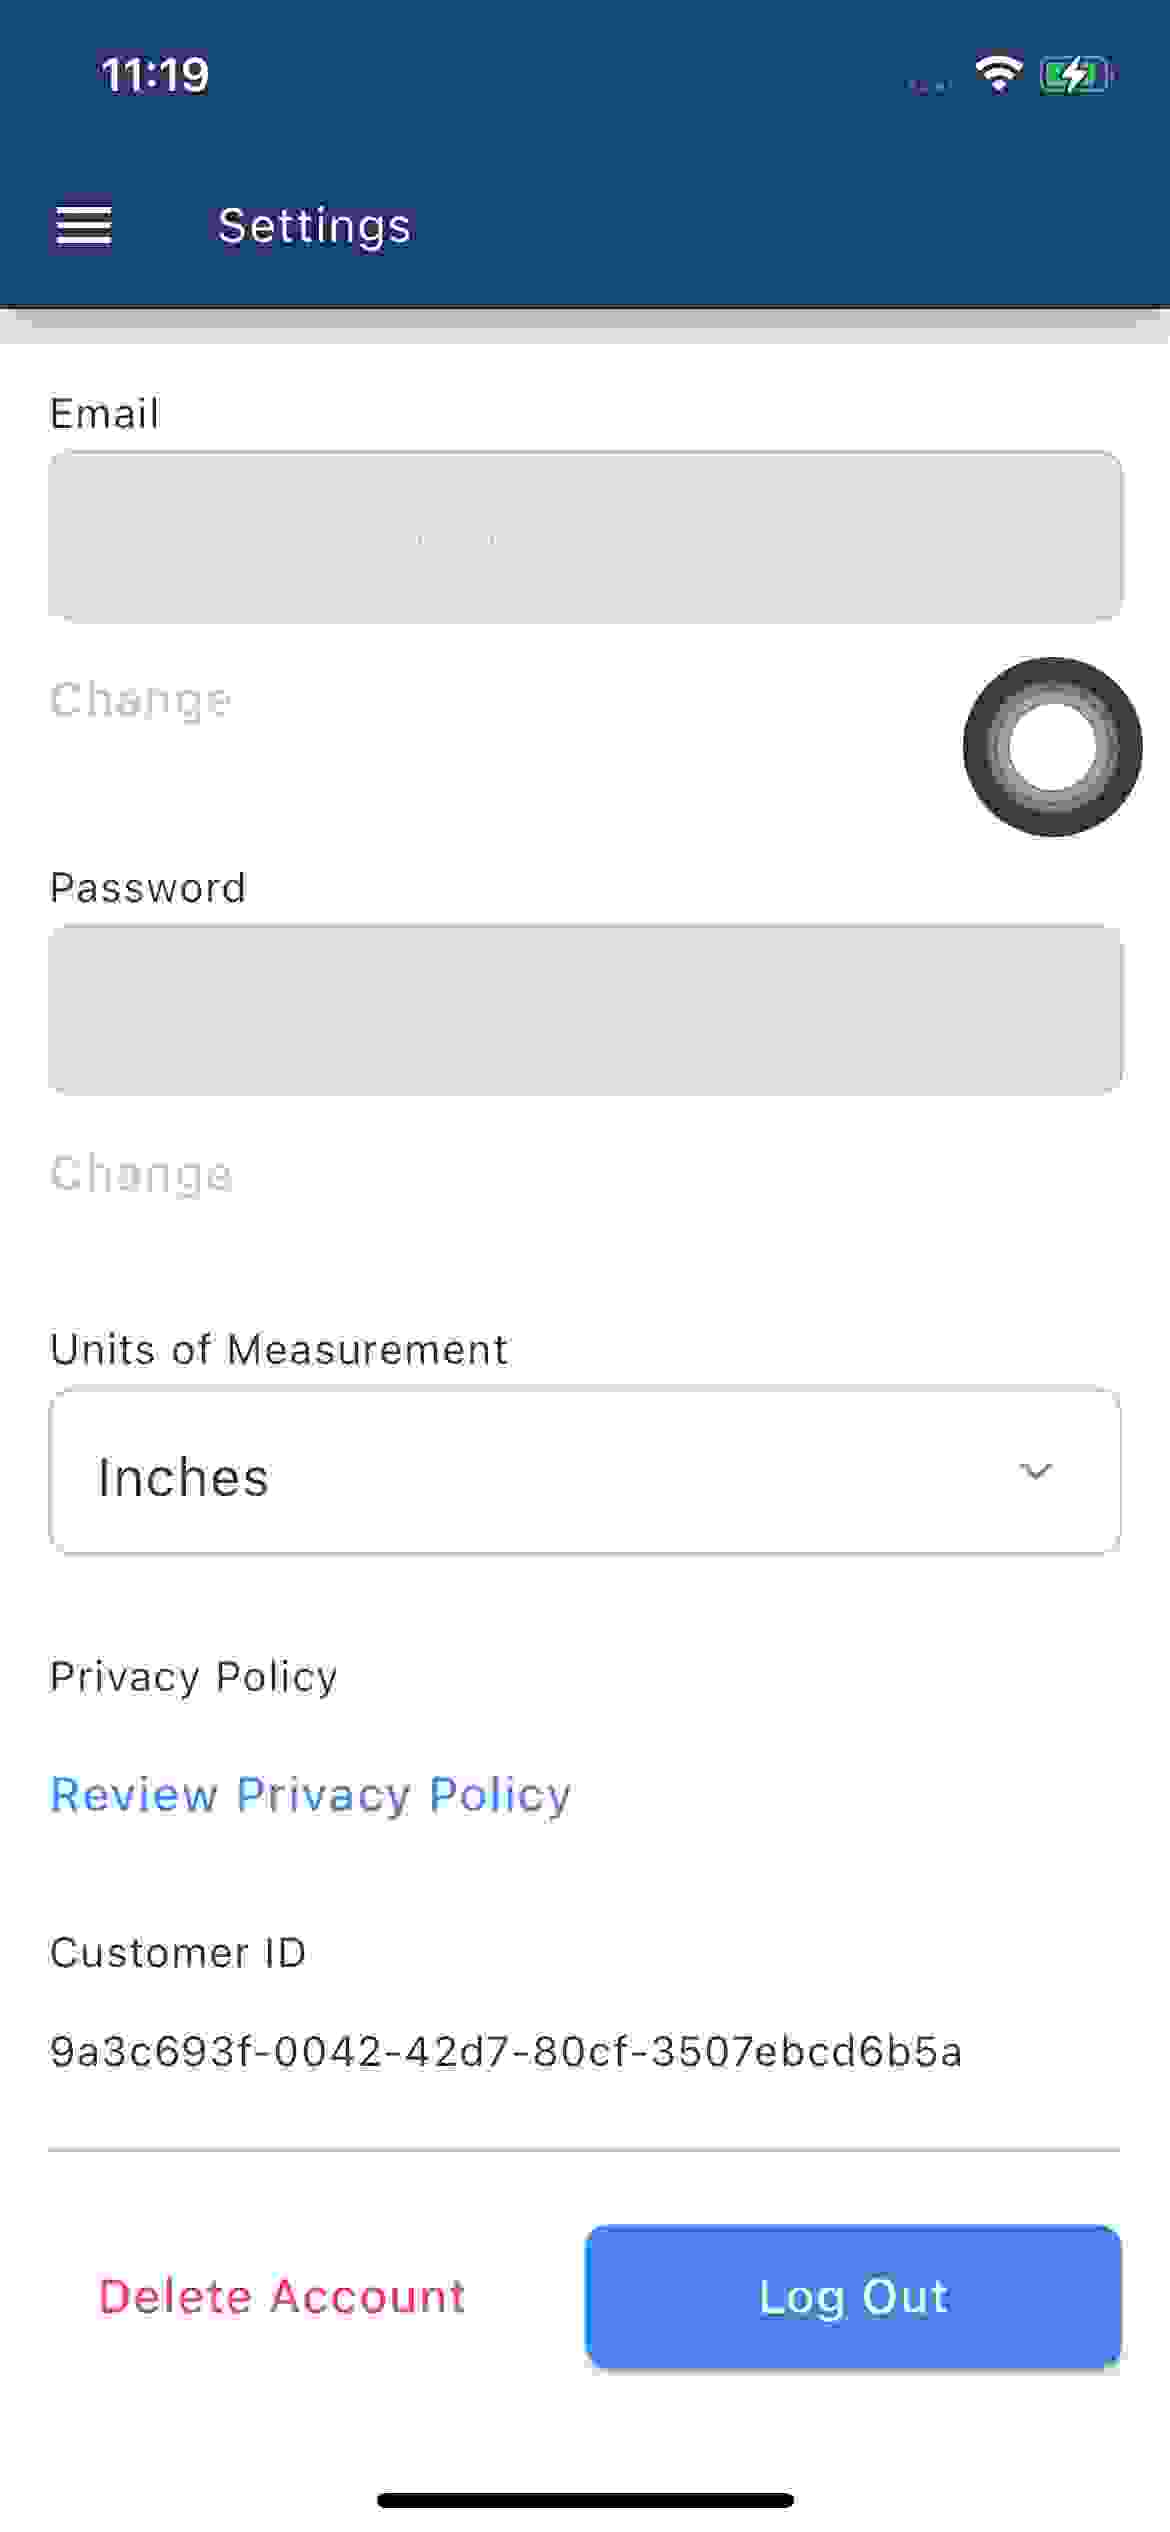 11:19
Settings
Email
Change
Password
Change
Units of Measurement
Inches
Privacy Policy
Review Privacy Policy
Customer ID
9a3c693f-0042-42d7-80cf-3507ebcd6b5a
Delete Account
Log Out